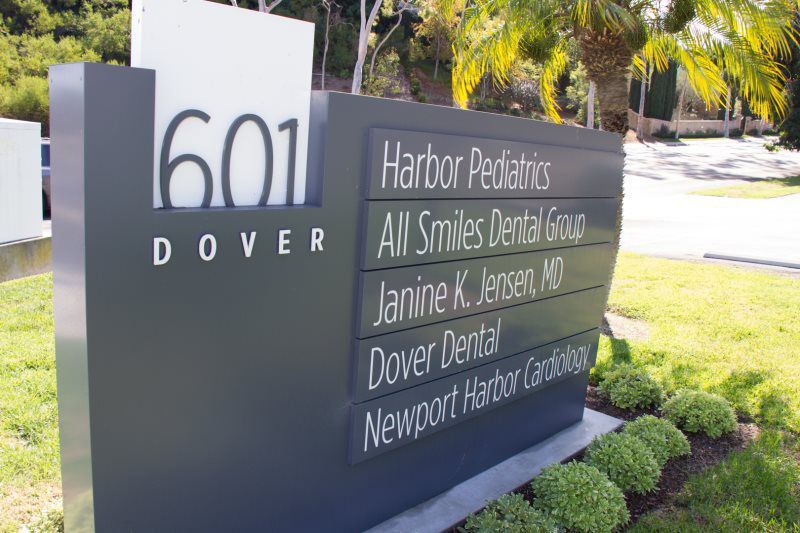 601
DOVER
Harbor Pediatrics
All Smiles Dental Group
Janine K. Jensen, MD
Dover Dental
Newport Harbor Cardiology